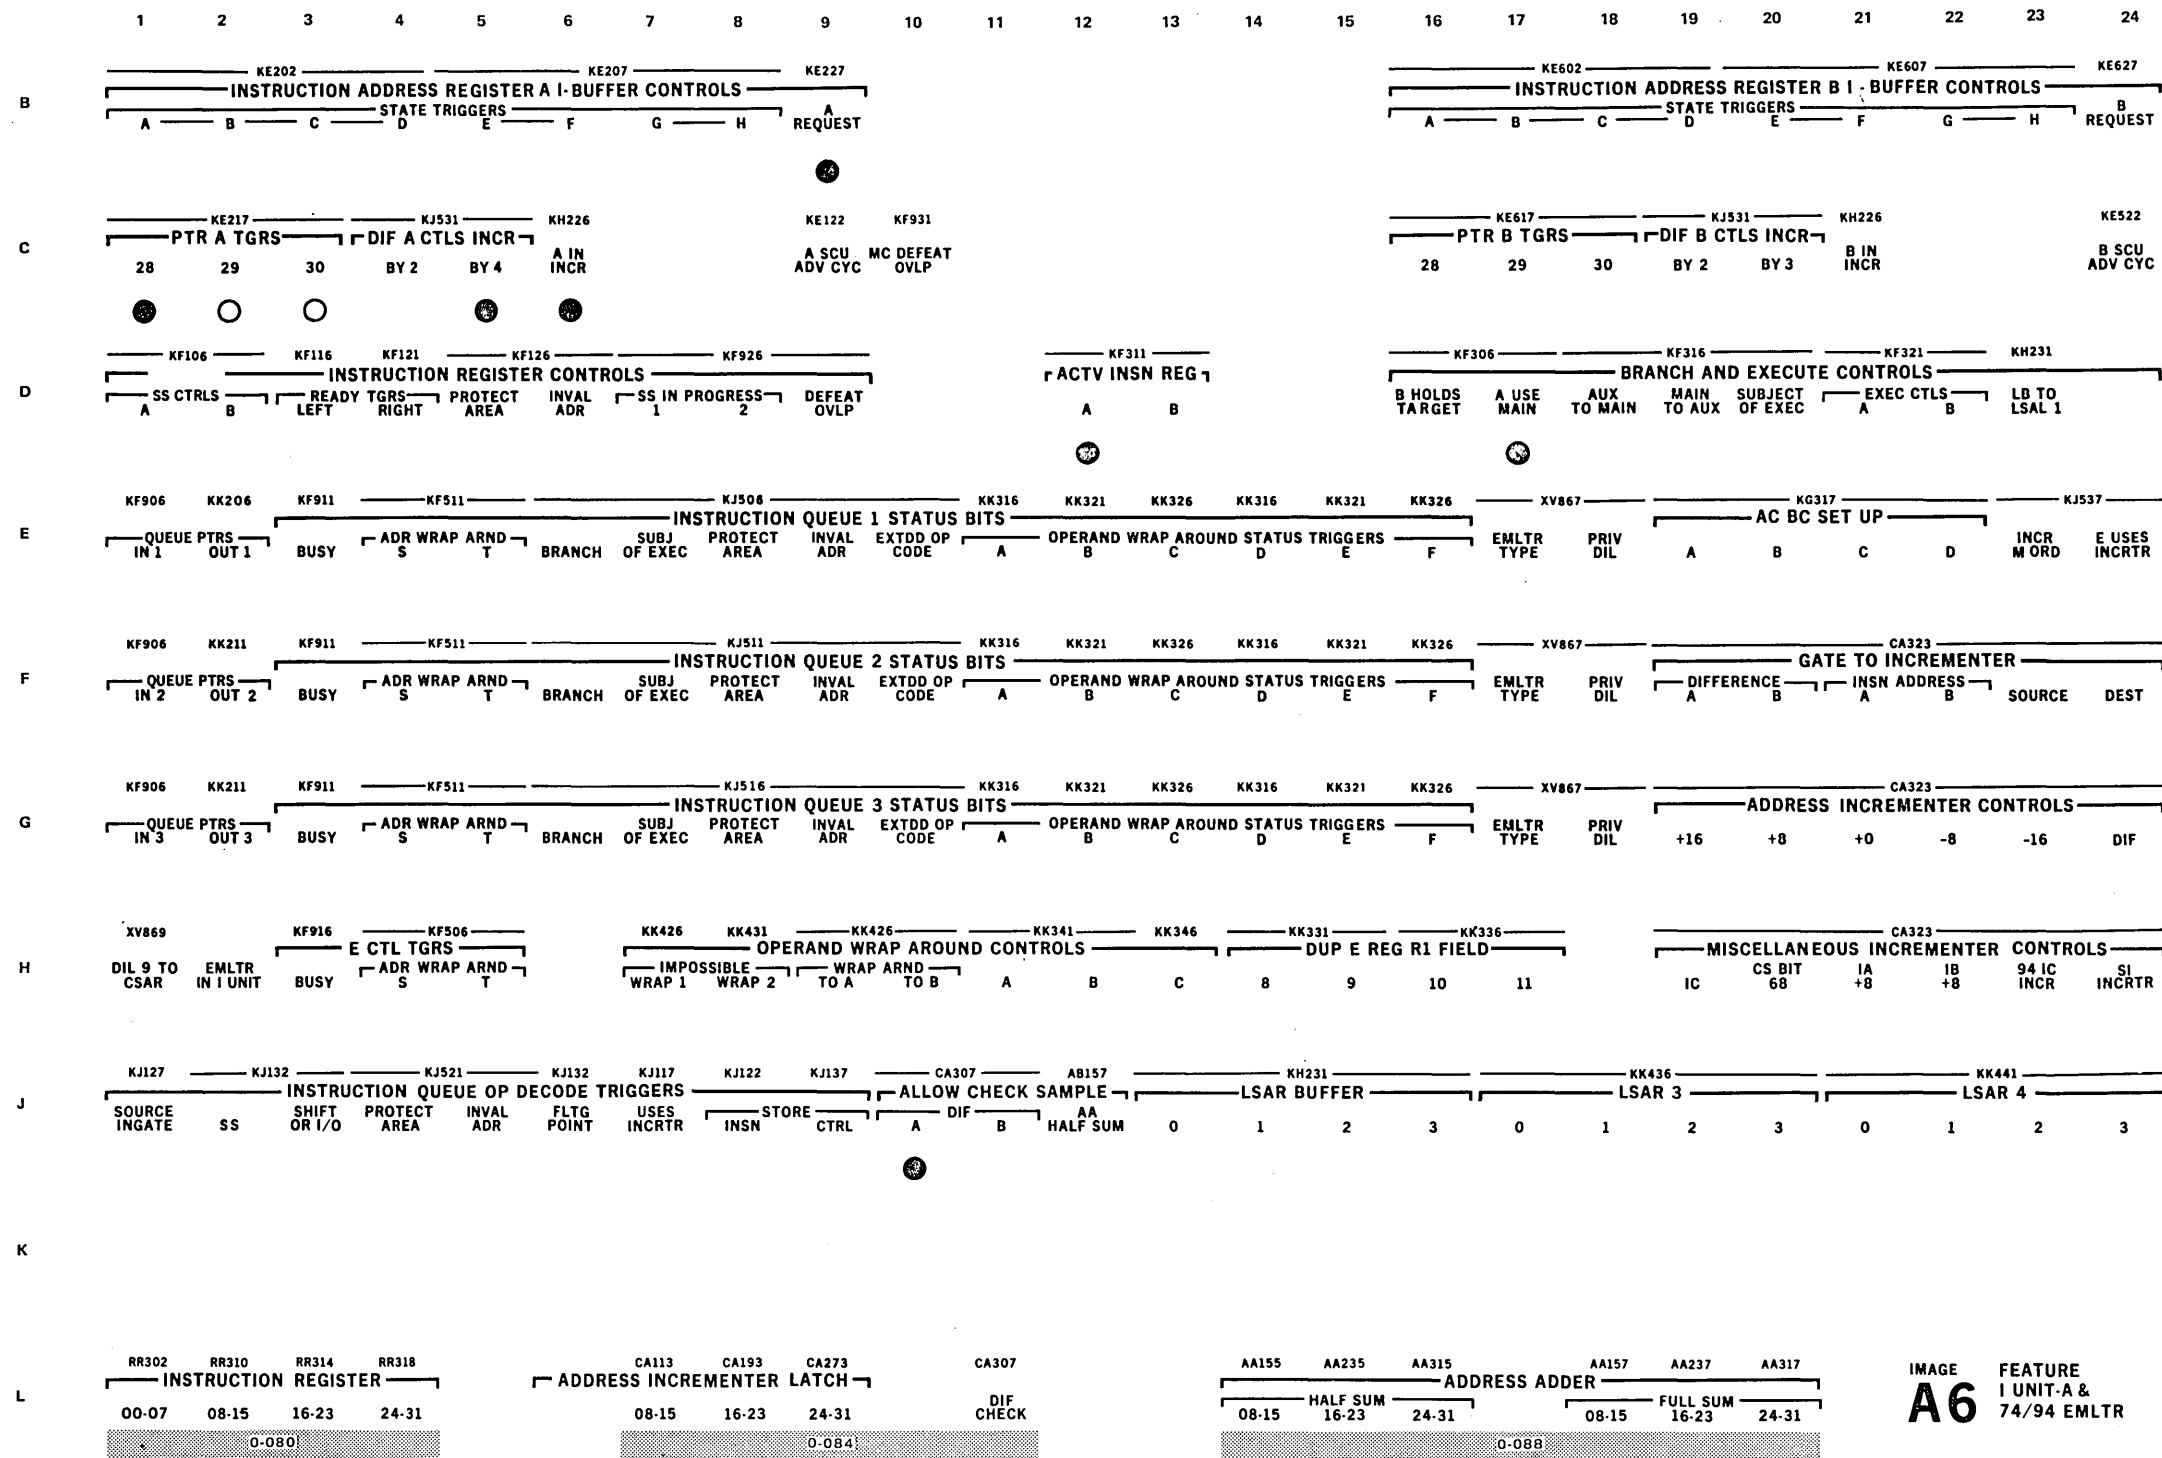 1 2 3 4 5 6 7 8 9 10 11 12 13 14 15 16 17 18 19 20 21 22 23 24
KE202 KE207 KE227 KE602 KE607 KE627
B INSTRUCTION ADDRESS REGISTER A I-BUFFER CONTROLS INSTRUCTION ADDRESS REGISTER B I-BUFFER CONTROLS
STATE TRIGGERS A STATE TRIGGERS B
A B C D E F G H REQUEST A B C D E F G H REQUEST
KE217 KJ531 KH226 KE122 KF931 KE617 KJ531 KH226 KE522
C PTR A TGRS DIF A CTLS INCR PTR B TGRS DIF B CTLS INCR
A IN A SCU MC DEFEAT B IN B SCU
28 29 30 BY 2 BY 4 INCR ADV CYC OVLP 28 29 30 BY 2 BY 3 INCR ADV CYC
KF106 KF116 KF121 KF126 KF926 KF311 KF306 KF316 KF321 KH231
INSTRUCTION REGISTER CONTROLS ACTV INSN REG BRANCH AND EXECUTE CONTROLS
D SS CTRLS READY TGRS PROTECT INVAL SS IN PROGRESS DEFEAT B HOLDS A USE AUX MAIN SUBJECT EXEC CTLS LB TO
A B LEFT RIGHT AREA ADR 1 2 OVLP A B TARGET MAIN TO MAIN TO AUX OF EXEC A B LSAL 1
KF906 KK206 KF911 KF511 KJ506 KK316 KK321 KK326 KK316 KK321 KK326 XV867 KG317 KJ537
INSTRUCTION QUEUE 1 STATUS BITS AC BC SET UP
E QUEUE PTRS ADR WRAP ARND SUBJ PROTECT INVAL EXTDD OP OPERAND WRAP AROUND STATUS TRIGGERS EMLTR PRIV INCR E USES
IN 1 OUT 1 BUSY S T BRANCH OF EXEC AREA ADR CODE A B C D E F TYPE DIL A B C D M ORD INCRTR
KF906 KK211 KF911 KF511 KJ511 KK316 KK321 KK326 KK316 KK321 KK326 XV867 CA323
INSTRUCTION QUEUE 2 STATUS BITS GATE TO INCREMENTER
F QUEUE PTRS ADR WRAP ARND SUBJ PROTECT INVAL EXTDD OP OPERAND WRAP AROUND STATUS TRIGGERS EMLTR PRIV DIFFERENCE INSN ADDRESS
IN 2 OUT 2 BUSY S T BRANCH OF EXEC AREA ADR CODE A B C D E F TYPE DIL A B A B SOURCE DEST
KF906 KK211 KF911 KF511 KJ516 KK316 KK321 KK326 KK316 KK321 KK326 XV867 CA323
INSTRUCTION QUEUE 3 STATUS BITS ADDRESS INCREMENTER CONTROLS
G QUEUE PTRS ADR WRAP ARND SUBJ PROTECT INVAL EXTDD OP OPERAND WRAP AROUND STATUS TRIGGERS EMLTR PRIV
IN 3 OUT 3 BUSY S T BRANCH OF EXEC AREA ADR CODE A B C D E F TYPE DIL +16 +8 +0 -8 -16 DIF
XV869 KF916 KF506 KK426 KK431 KK426 KK341 KK346 KK331 KK336 CA323
E CTL TGRS OPERAND WRAP AROUND CONTROLS DUP E REG R1 FIELD MISCELLANEOUS INCREMENTER CONTROLS
H DIL 9 TO EMLTR ADR WRAP ARND IMPOSSIBLE WRAP ARND CS BIT IA IB 94 IC SI
CSAR IN I UNIT BUSY S T WRAP 1 WRAP 2 TO A TO B A B C 8 9 10 11 IC 68 +8 +8 INCR INCRTR
KJ127 KJ132 KJ521 KJ132 KJ117 KJ122 KJ137 CA307 AB157 KH231 KK436 KK441
INSTRUCTION QUEUE OP DECODE TRIGGERS ALLOW CHECK SAMPLE LSAR BUFFER LSAR 3 LSAR 4
J SOURCE SHIFT PROTECT INVAL FLTG USES STORE DIF AA
INGATE SS OR I/O AREA ADR POINT INCRTR INSN CTRL A B HALF SUM 0 1 2 3 0 1 2 3 0 1 2 3
K
RR302 RR310 RR314 RR318 CA113 CA193 CA273 CA307 AA155 AA235 AA315 AA157 AA237 AA317 IMAGE FEATURE
INSTRUCTION REGISTER ADDRESS INCREMENTER LATCH ADDRESS ADDER A6 I UNIT-A &
L DIF HALF SUM FULL SUM 74/94 EMLTR
00-07 08-15 16-23 24-31 08-15 16-23 24-31 CHECK 08-15 16-23 24-31 08-15 16-23 24-31
0-080 0-084 0-088